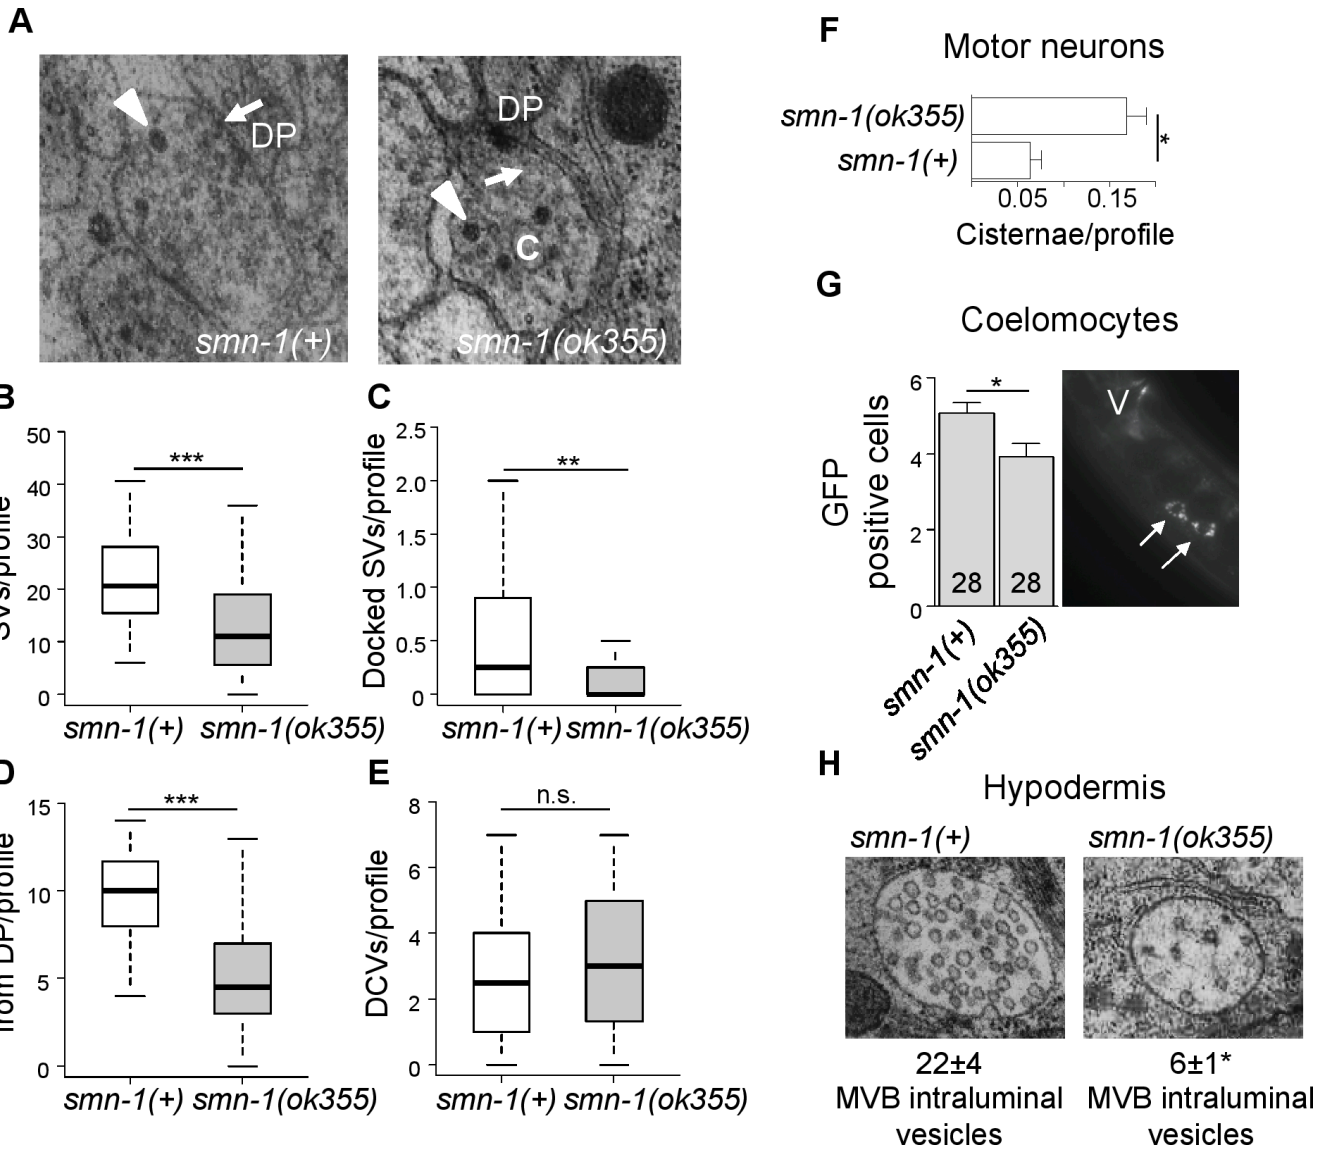 A
DP
smn-1(+)
DP
C
smn-1(ok355)
B
SVs/profile
50
40
30
20
10
0
***
smn-1(+)
smn-1(ok355)
C
Docked SVs/profile
2.5
2.0
1.5
1.0
0.5
0
**
smn-1(+)
smn-1(ok355)
D
from DP/profile
15
10
5
0
***
smn-1(+)
smn-1(ok355)
E
DCVs/profile
8
6
4
2
0
n.s.
smn-1(+)
smn-1(ok355)
F
Motor neurons
smn-1(ok355)
smn-1(+)
*
0.05
0.15
Cisternae/profile
G
Coelomocytes
GFP
positive cells
6
4
2
0
*
28
28
smn-1(+)
smn-1(ok355)
V
H
Hypodermis
smn-1(+)
smn-1(ok355)
22±4
MVB intraluminal
vesicles
6±1*
MVB intraluminal
vesicles